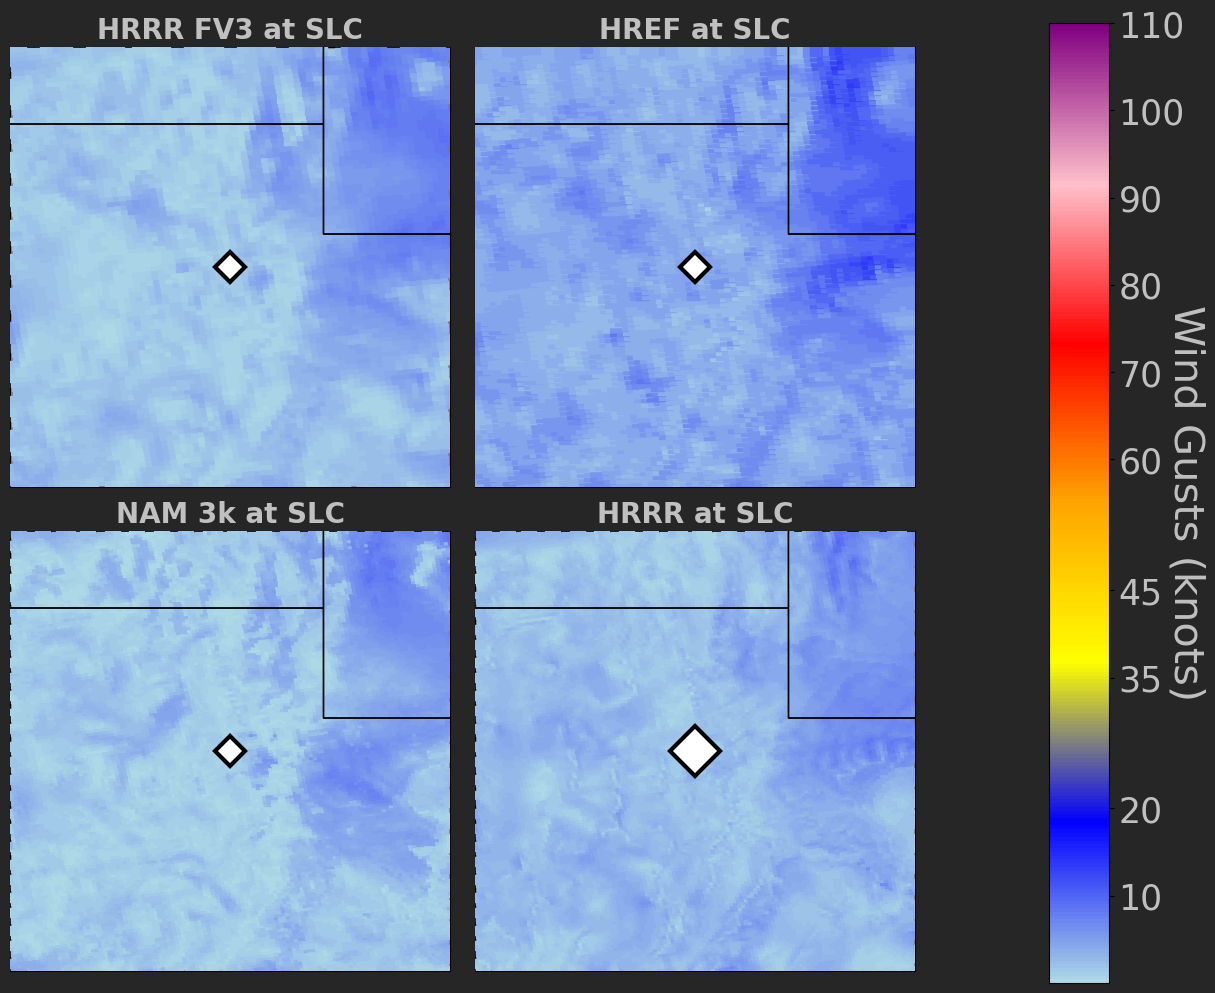 HRRR FV3 at SLC
HREF at SLC
NAM 3k at SLC
HRRR at SLC
110
100
90
80
70
60
45
35
20
10
Wind Gusts (knots)